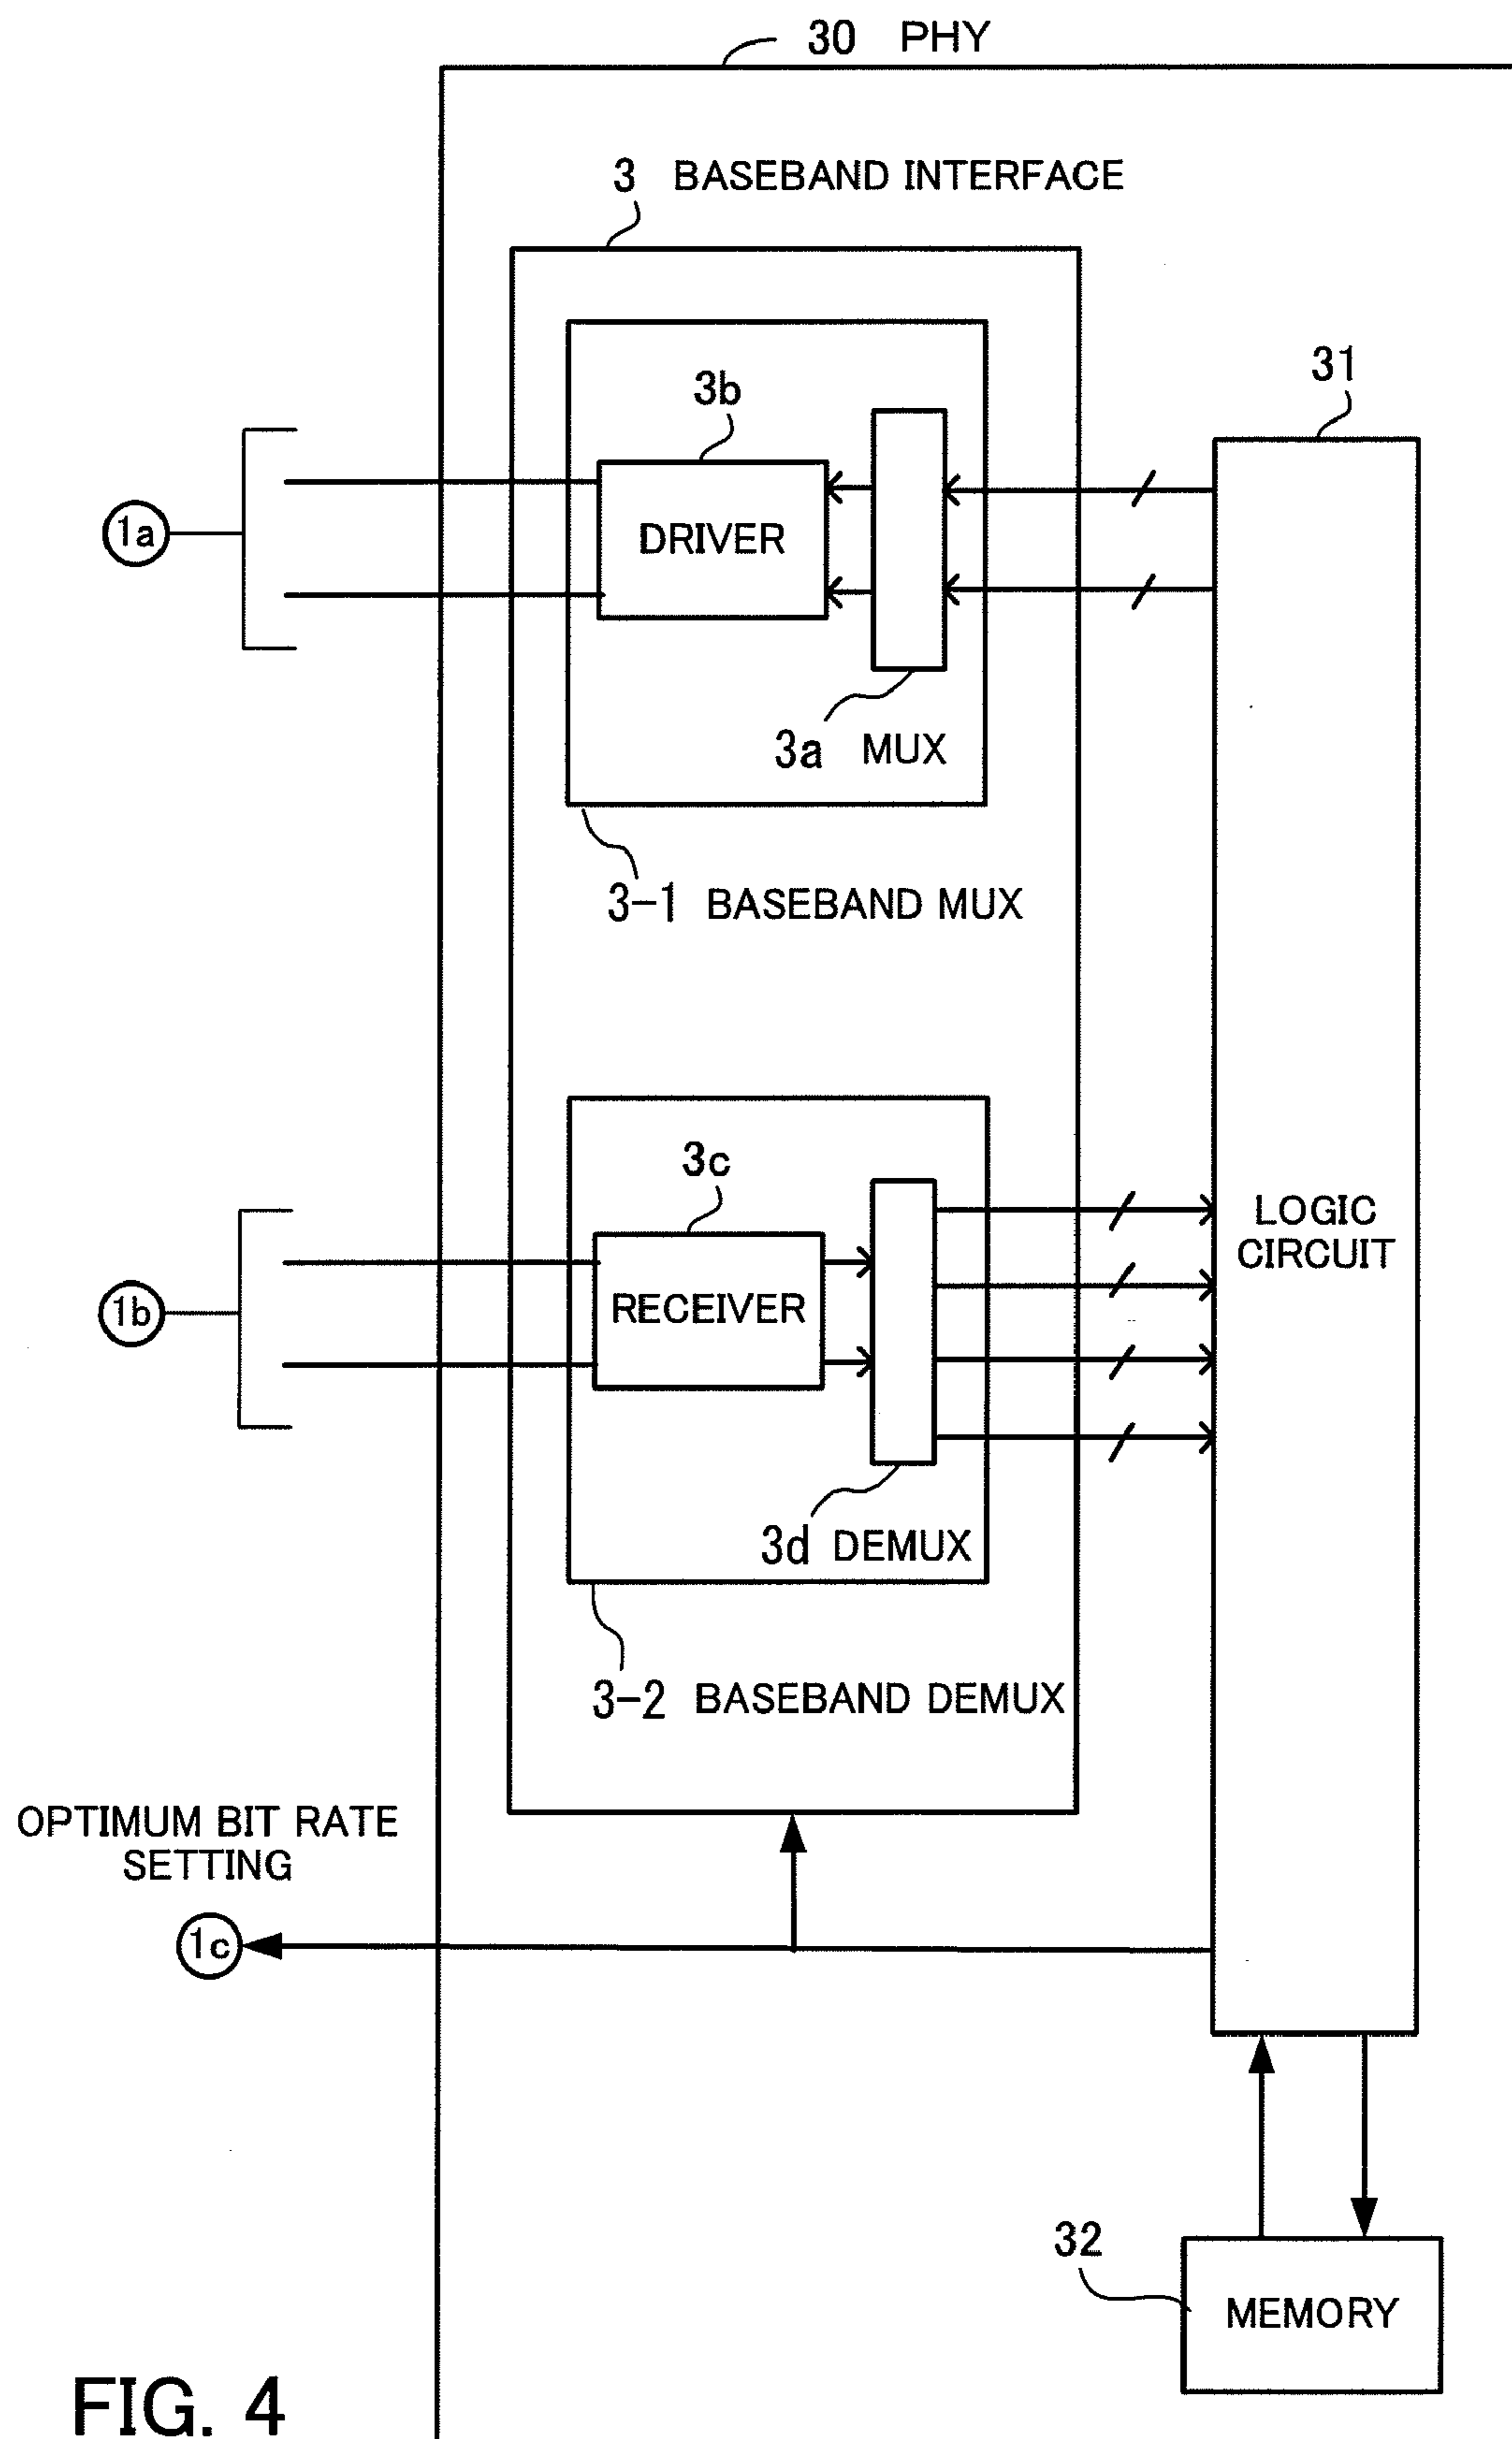 30 PHY
3 BASEBAND INTERFACE
31
3b
1a
DRIVER
3a MUX
3-1 BASEBAND MUX
3c
LOGIC
CIRCUIT
1b
RECEIVER
3d DEMUX
3-2 BASEBAND DEMUX
OPTIMUM BIT RATE
SETTING
1c
32
MEMORY
FIG. 4